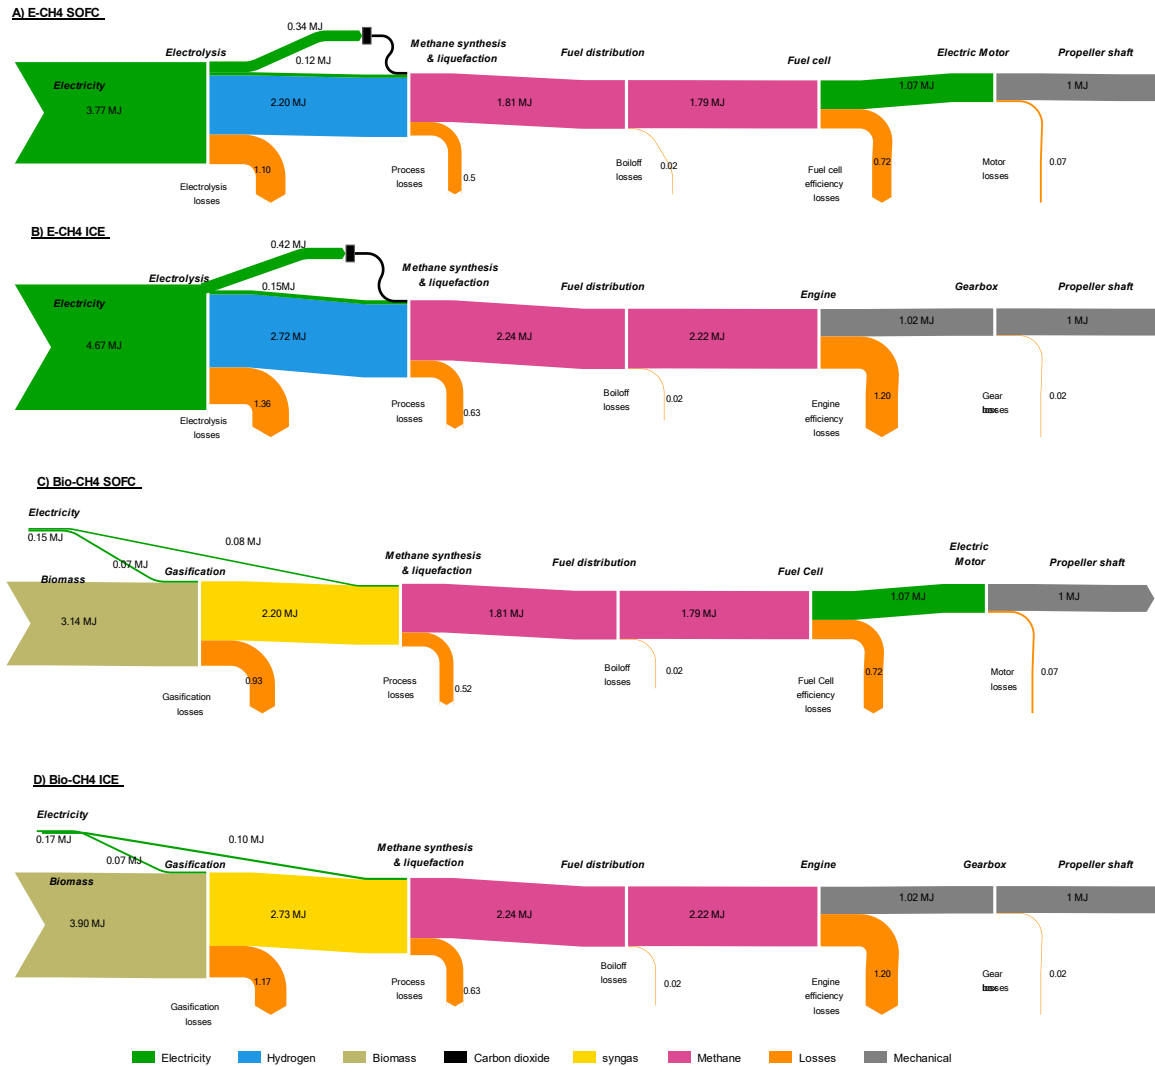 A) E-CH4 SOFC
0.34 MJ
Electrolysis
0.12 MJ
Methane synthesis
& liquefaction
Fuel distribution
Fuel cell
Electric Motor
Propeller shaft
Electricity
3.77 MJ
2.20 MJ
1.81 MJ
1.79 MJ
1.07 MJ
1 MJ
1.10
Electrolysis
losses
Process
losses
0.5
Boiloff
losses
0.02
Fuel cell
efficiency
losses
0.72
Motor
losses
0.07
B) E-CH4 ICE
0.42 MJ
Electrolysis
0.15MJ
Methane synthesis
& liquefaction
Fuel distribution
Engine
Gearbox
Propeller shaft
Electricity
4.67 MJ
2.72 MJ
2.24 MJ
2.22 MJ
1.02 MJ
1 MJ
1.36
Electrolysis
losses
Process
losses
0.63
Boiloff
losses
0.02
Engine
efficiency
losses
1.20
Gear
losses
0.02
C) Bio-CH4 SOFC
Electricity
0.15 MJ
0.07 MJ
0.08 MJ
Biomass
Gasification
Methane synthesis
& liquefaction
Fuel distribution
Fuel Cell
Electric
Motor
Propeller shaft
3.14 MJ
2.20 MJ
1.81 MJ
1.79 MJ
1.07 MJ
1 MJ
0.93
Gasification
losses
Process
losses
0.52
Boiloff
losses
0.02
Fuel Cell
efficiency
losses
0.72
Motor
losses
0.07
D) Bio-CH4 ICE
Electricity
0.17 MJ
0.07 MJ
0.10 MJ
Biomass
Gasification
Methane synthesis
& liquefaction
Fuel distribution
Engine
Gearbox
Propeller shaft
3.90 MJ
2.73 MJ
2.24 MJ
2.22 MJ
1.02 MJ
1 MJ
1.17
Gasification
losses
Process
losses
0.63
Boiloff
losses
0.02
Engine
efficiency
losses
1.20
Gear
losses
0.02
Electricity
Hydrogen
Biomass
Carbon dioxide
syngas
Methane
Losses
Mechanical